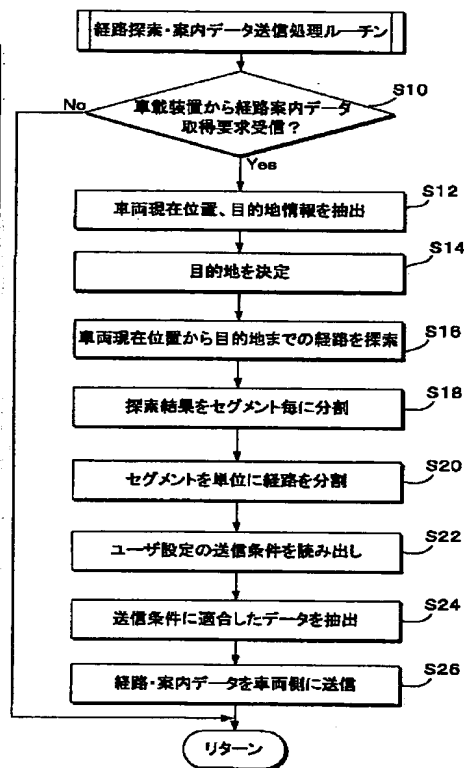 経路探索・案内データ送信処理ルーチン
S10
No
車載装置から経路案内データ
取得要求受信？
Yes
S12
車両現在位置、目的地情報を抽出
S14
目的地を決定
S16
車両現在位置から目的地までの経路を探索
S18
探索結果をセグメント毎に分割
S20
セグメントを単位に経路を分割
S22
ユーザ設定の送信条件を読み出し
S24
送信条件に適合したデータを抽出
S26
経路・案内データを車両側に送信
リターン